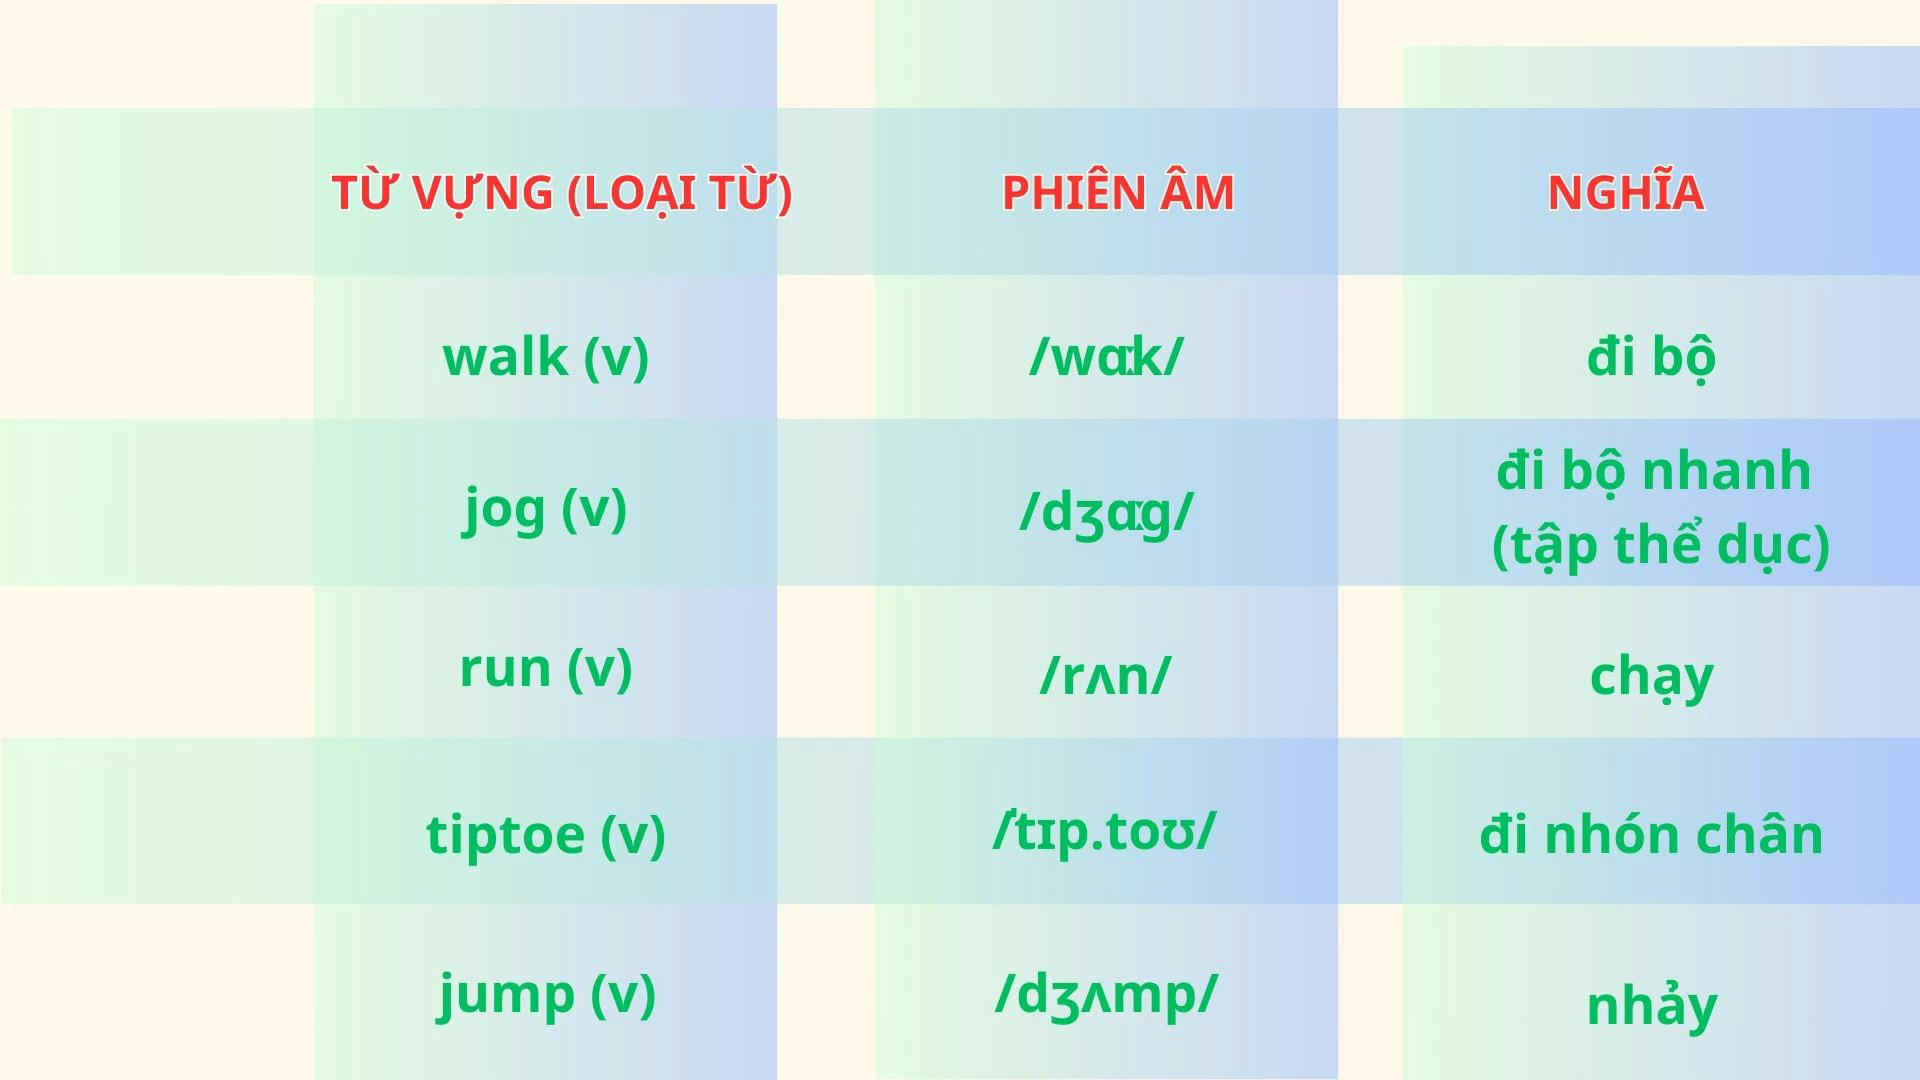 TỪ VỰNG (LOẠI TỪ) PHIÊN ÂM NGHĨA
walk (v) /wɑːk/ đi bộ
jog (v) /dʒɑːg/ đi bộ nhanh
(tập thể dục)
run (v) /rʌn/ chạy
tiptoe (v) /ˈtɪp.toʊ/ đi nhón chân
jump (v) /dʒʌmp/ nhảy